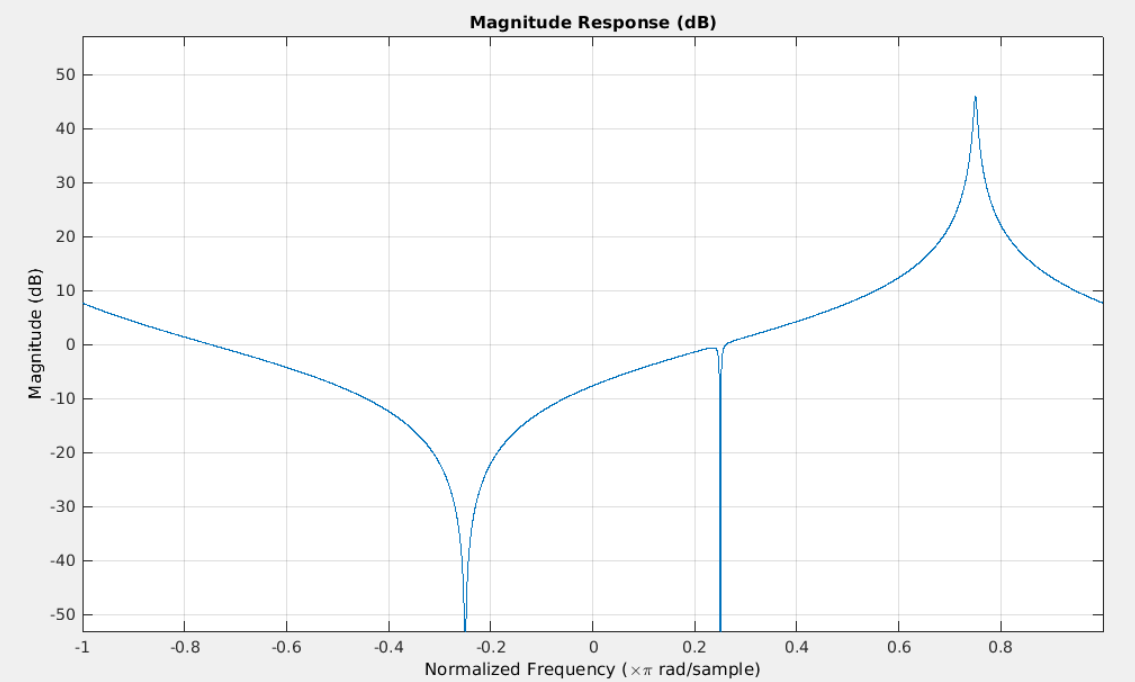 Magnitude Response (dB)
50
40
30
20
10
0
-10
-20
-30
-40
-50
Magnitude (dB)
-1 -0.8 -0.6 -0.4 -0.2 0 0.2 0.4 0.6 0.8
Normalized Frequency (×π rad/sample)